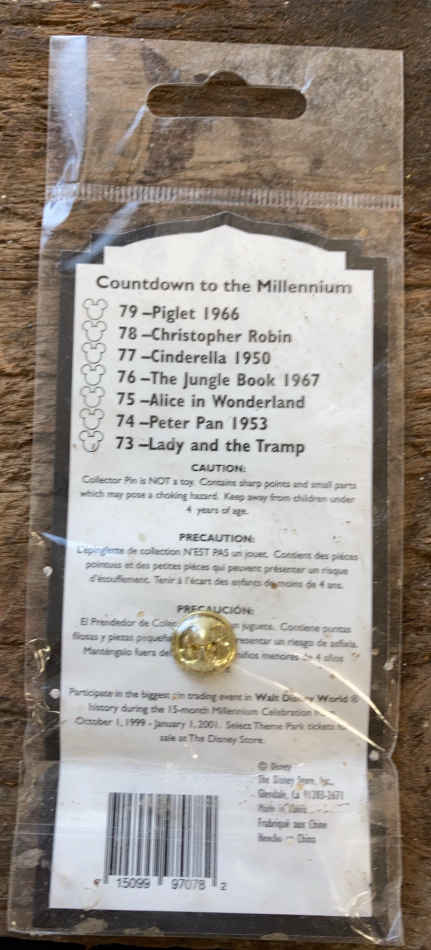 Countdown to the Millennium
79 –Piglet 1966
78 –Christopher Robin
77 –Cinderella 1950
76 –The Jungle Book 1967
75 –Alice in Wonderland
74 –Peter Pan 1953
73 –Lady and the Tramp
CAUTION:
Collector Pin is NOT a toy. Contains sharp points and small parts
which may pose a choking hazard. Keep away from children under
4 years of age.
PRECAUTION:
L'épinglette de collection N'EST PAS un jouet. Contient des pièces
pointues et des petites pièces qui peuvent présenter un risque
d'étouffement. Tenir à l'écart des enfants de moins de 4 ans.
PRECAUCIÓN:
El Prendedor de juguete. Contiene puntas
filosas y piezas un riesgo de asfixia.
Manténgalo fuera menores de 4 años
Participate in the biggest pin trading event in Walt Disney World ®
history during the 15-month Millennium Celebration
October 1, 1999 - January 1, 2001. Select Theme Park tickets
sale at The Disney Store.
© Disney
The Disney Store, Inc.,
Glendale, CA 91203-2671
Made in China
Fabriqué aux Chine
Hecho China
6 15099 97078 2